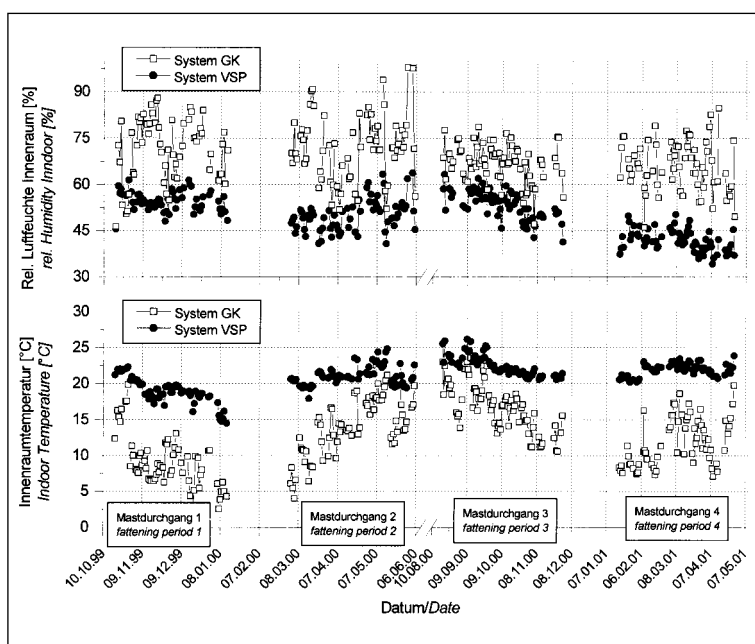 System GK
System VSP
Rel. Luftfeuchte Innenraum [%]
rel. Humidity Inndoor [%]
90
75
60
45
30
System GK
System VSP
Innenraumtemperatur [°C]
Indoor Temperature [°C]
30
25
20
15
10
5
0
Mastdurchgang 1
fattening period 1
Mastdurchgang 2
fattening period 2
Mastdurchgang 3
fattening period 3
Mastdurchgang 4
fattening period 4
10.10.99
09.11.99
09.12.99
08.01.00
07.02.00
08.03.00
07.04.00
07.05.00
06.06.00
10.08.00
09.09.00
09.10.00
08.11.00
08.12.00
07.01.01
06.02.01
08.03.01
07.04.01
07.05.01
Datum/Date